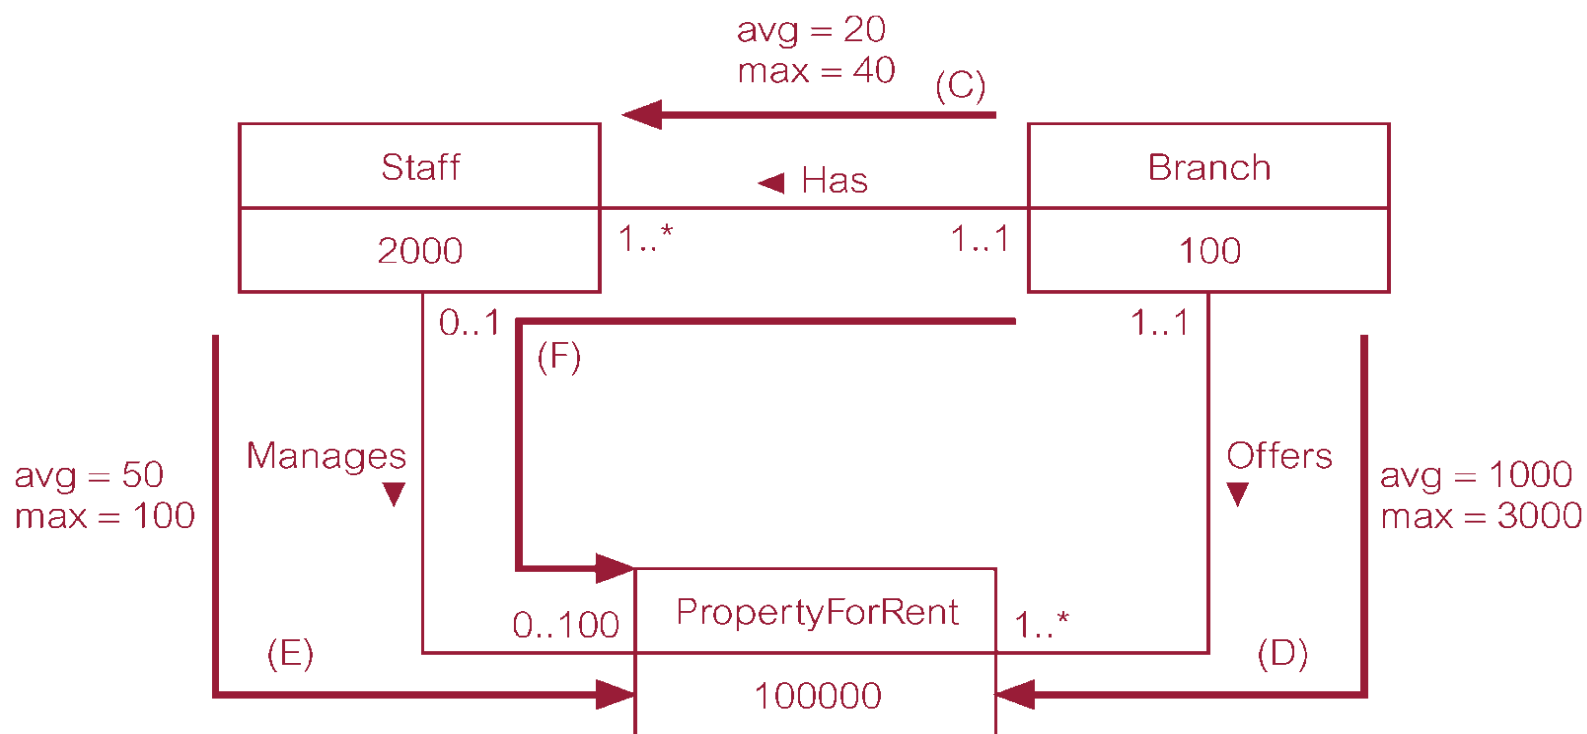 avg = 20
max = 40
(C)
Staff
Has
Branch
2000
1..*
1..1
100
0..1
(F)
1..1
Manages
Offers
avg = 50
max = 100
avg = 1000
max = 3000
0..100
PropertyForRent
1..*
(E)
(D)
100000